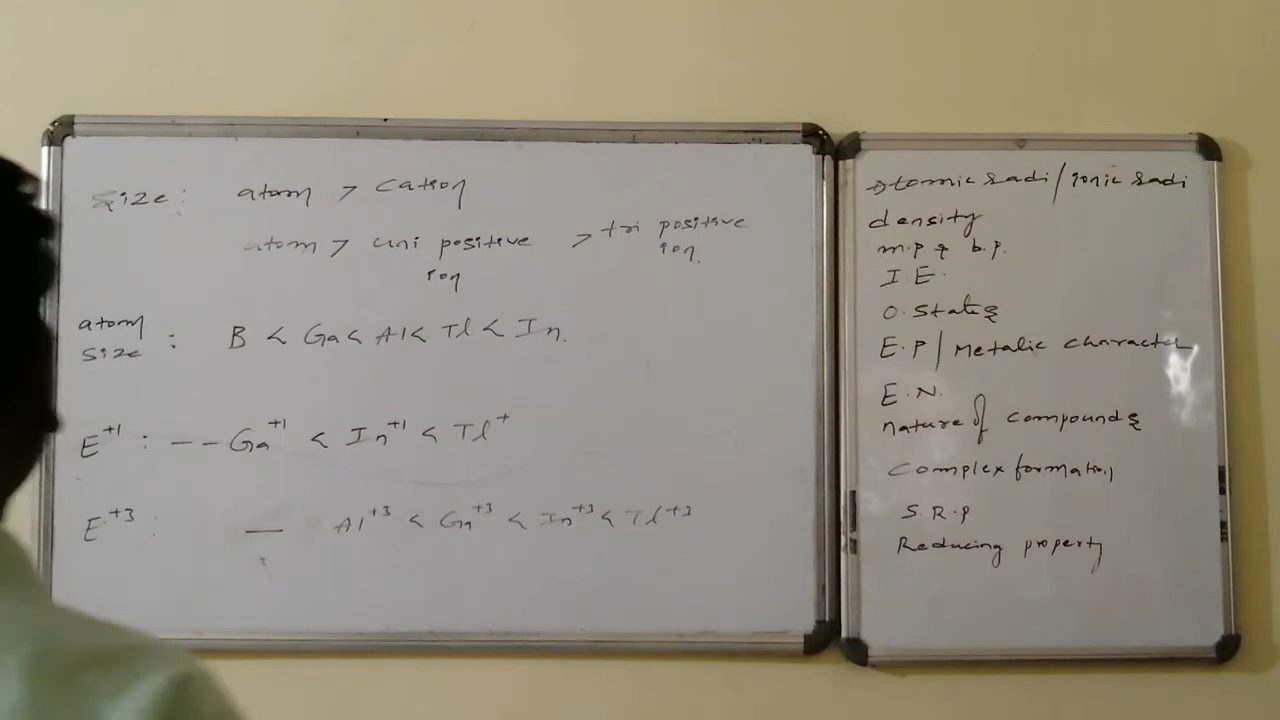 size: atom > cation
atom > uni positive ion > tri positive ion.
atom size: B < Ga < Al < Tl < In.
E+1: -- Ga+1 < In+1 < Tl+
E+3: — Al+3 < Ga+3 < In+3 < Tl+3
Atomic radi/ionic radi
density
m.p & b.p.
I.E.
O. States
E.P/Metalic character
E.N.
nature of compounds
Complex formation
S.R.P
Reducing property